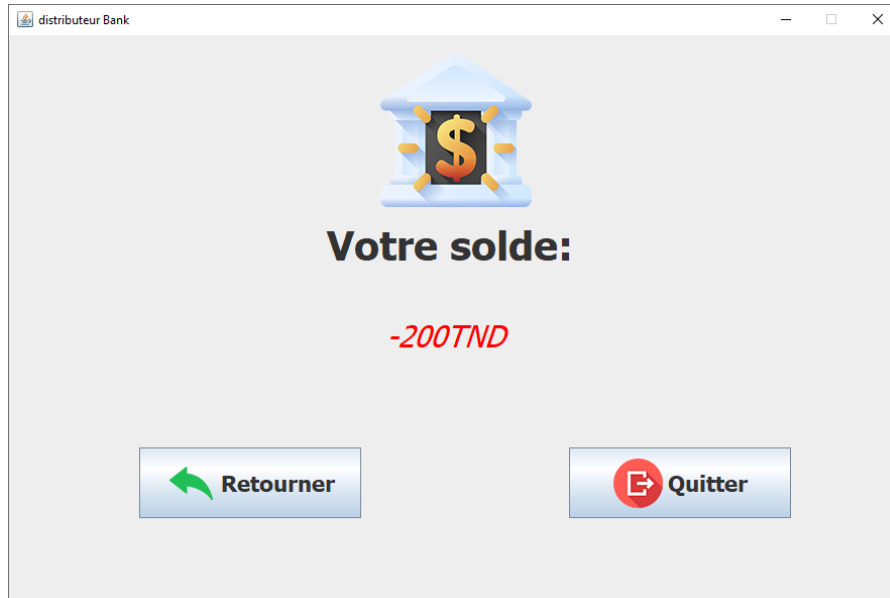 distributeur Bank
$
Votre solde:
-200TND
Retourner
Quitter